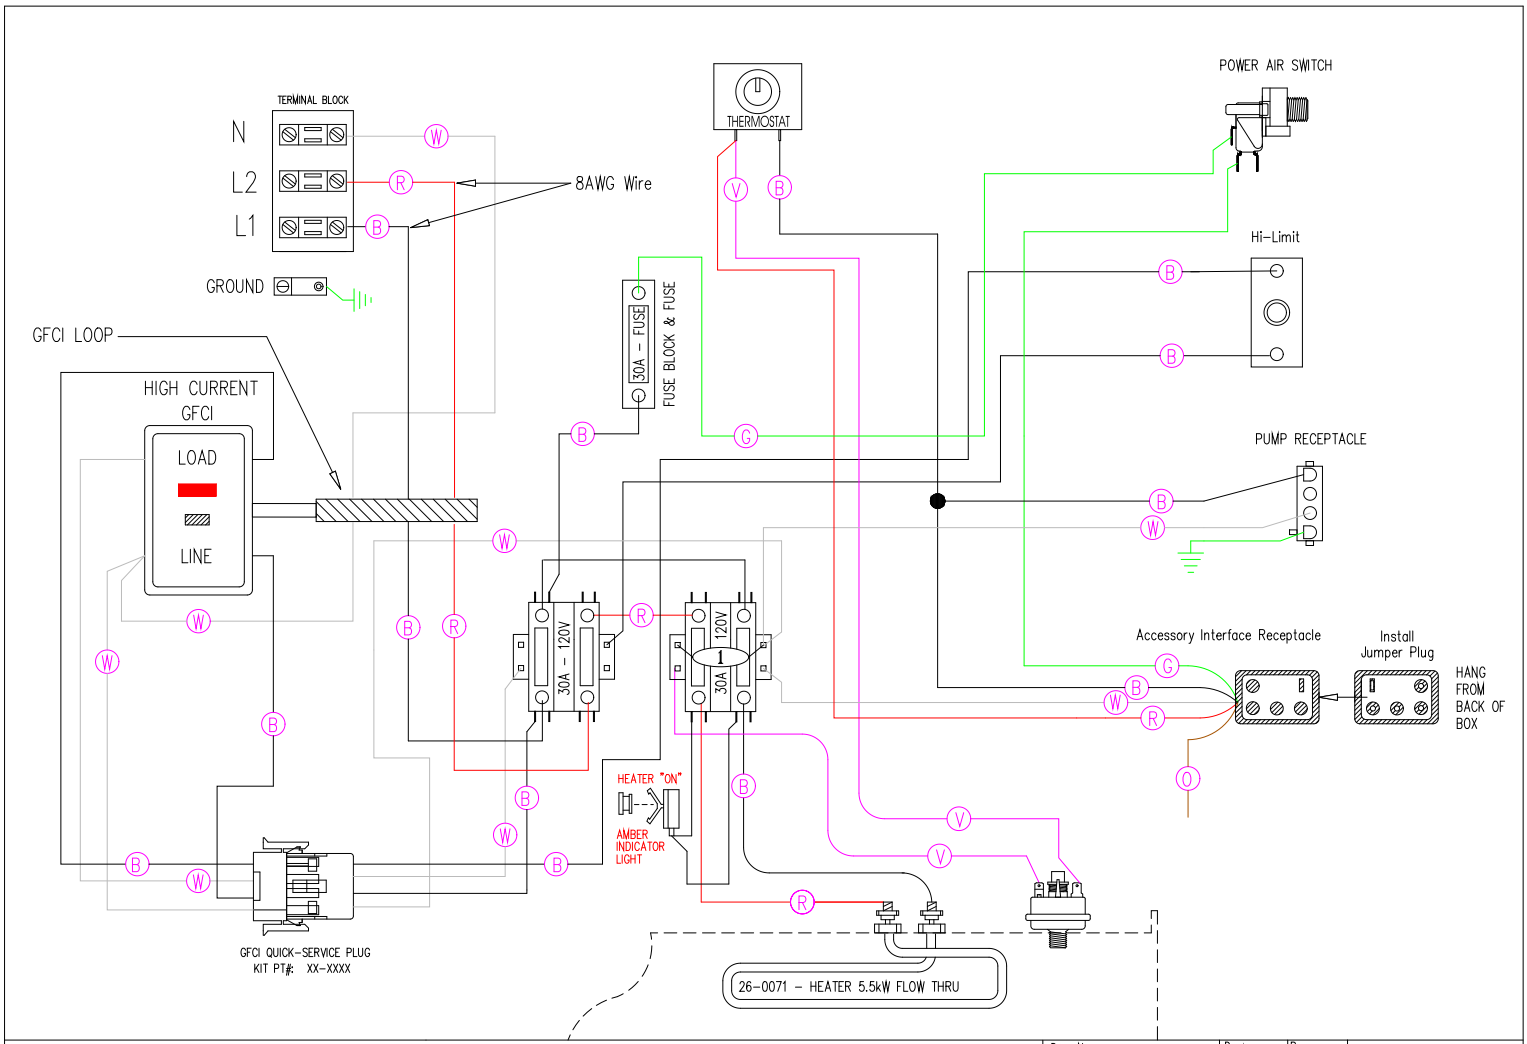 TERMINAL BLOCK
N
W
L2
R
8AWG Wire
L1
B
GROUND
GFCI LOOP
THERMOSTAT
V
B
POWER AIR SWITCH
Hi-Limit
B
B
30A - FUSE
FUSE BLOCK & FUSE
B
G
HIGH CURRENT
GFCI
LOAD
LINE
W
W
B
R
W
B
PUMP RECEPTACLE
B
W
30A - 120V
R
30A 120V
1
Accessory Interface Receptacle
Install
Jumper Plug
HANG
FROM
BACK OF
BOX
G
B
W
R
O
B
W
B
HEATER "ON"
AMBER
INDICATOR
LIGHT
B
V
V
R
B
W
GFCI QUICK-SERVICE PLUG
KIT PT#: XX-XXXX
26-0071 - HEATER 5.5kW FLOW THRU